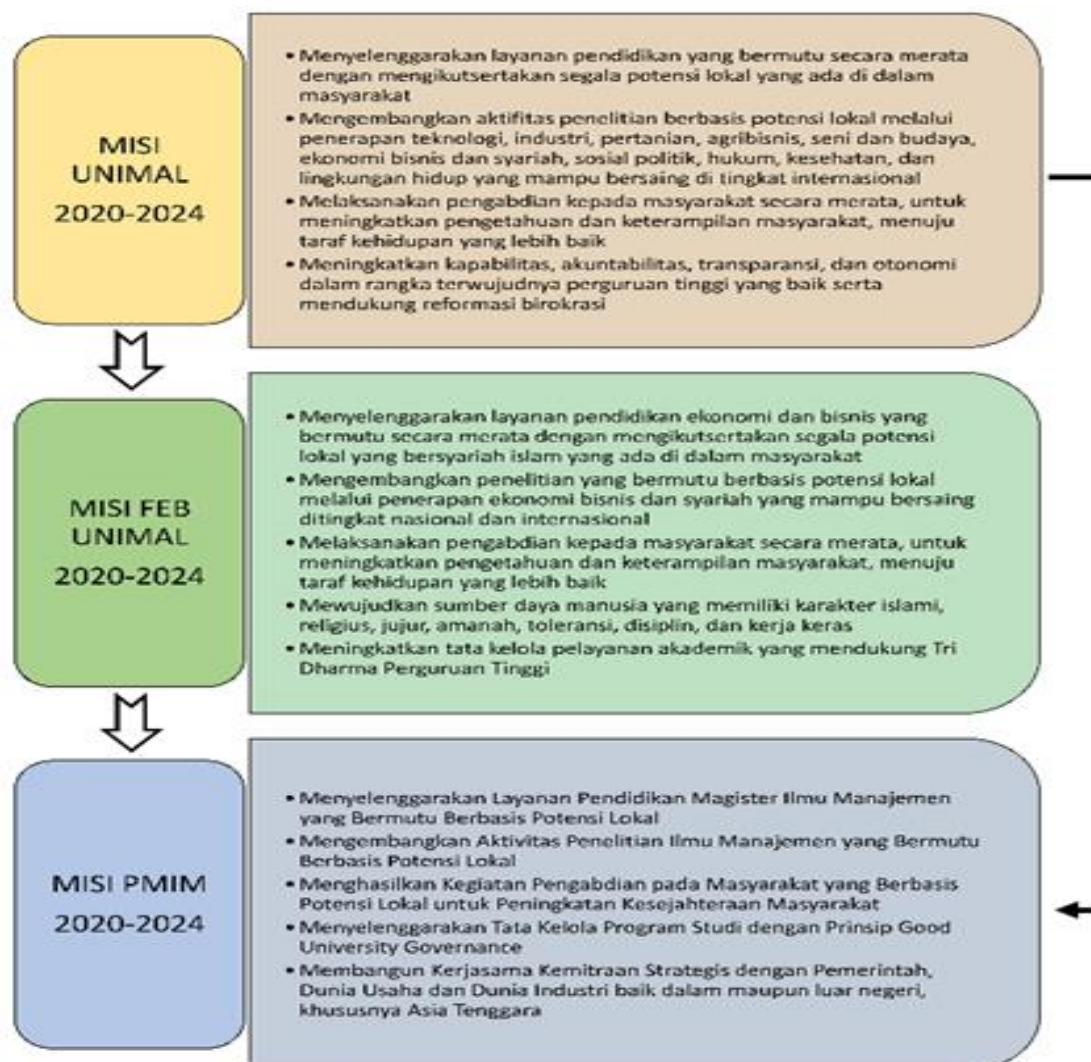 MISI
UNIMAL
2020-2024
• Menyelenggarakan layanan pendidikan yang bermutu secara merata
dengan mengikutsertakan segala potensi lokal yang ada di dalam
masyarakat
• Mengembangkan aktifitas penelitian berbasis potensi lokal melalui
penerapan teknologi, industri, pertanian, agribisnis, seni dan budaya,
ekonomi bisnis dan syariah, sosial politik, hukum, kesehatan, dan
lingkungan hidup yang mampu bersaing di tingkat internasional
• Melaksanakan pengabdian kepada masyarakat secara merata, untuk
meningkatkan pengetahuan dan keterampilan masyarakat, menuju
taraf kehidupan yang lebih baik
• Meningkatkan kapabilitas, akuntabilitas, transparansi, dan otonomi
dalam rangka terwujudnya perguruan tinggi yang baik serta
mendukung reformasi birokrasi
MISI FEB
UNIMAL
2020-2024
• Menyelenggarakan layanan pendidikan ekonomi dan bisnis yang
bermutu secara merata dengan mengikutsertakan segala potensi
lokal yang bersyariah islam yang ada di dalam masyarakat
• Mengembangkan penelitian yang bermutu berbasis potensi lokal
melalui penerapan ekonomi bisnis dan syariah yang mampu bersaing
ditingkat nasional dan internasional
• Melaksanakan pengabdian kepada masyarakat secara merata, untuk
meningkatkan pengetahuan dan keterampilan masyarakat, menuju
taraf kehidupan yang lebih baik
• Mewujudkan sumber daya manusia yang memiliki karakter islami,
religius, jujur, amanah, toleransi, disiplin, dan kerja keras
• Meningkatkan tata kelola pelayanan akademik yang mendukung Tri
Dharma Perguruan Tinggi
MISI PMIM
2020-2024
• Menyelenggarakan Layanan Pendidikan Magister Ilmu Manajemen
yang Bermutu Berbasis Potensi Lokal
• Mengembangkan Aktivitas Penelitian Ilmu Manajemen yang Bermutu
Berbasis Potensi Lokal
• Menghasilkan Kegiatan Pengabdian pada Masyarakat yang Berbasis
Potensi Lokal untuk Peningkatan Kesejahteraan Masyarakat
• Menyelenggarakan Tata Kelola Program Studi dengan Prinsip Good
University Governance
• Membangun Kerjasama Kemitraan Strategis dengan Pemerintah,
Dunia Usaha dan Dunia Industri baik dalam maupun luar negeri,
khususnya Asia Tenggara